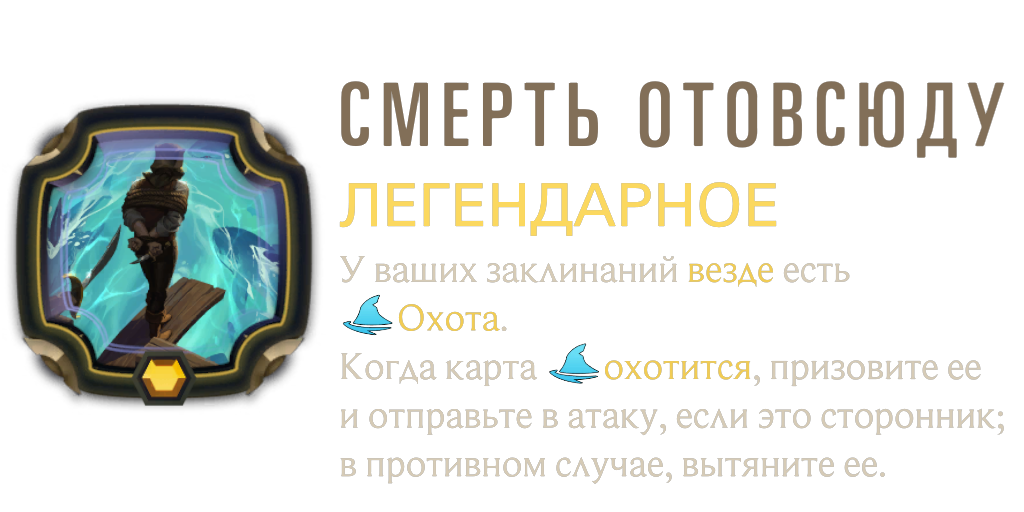 СМЕРТЬ ОТОВСЮДУ
ЛЕГЕНДАРНОЕ
У ваших заклинаний везде есть
Охота.
Когда карта охотится, призовите ее
и отправьте в атаку, если это сторонник;
в противном случае, вытяните ее.